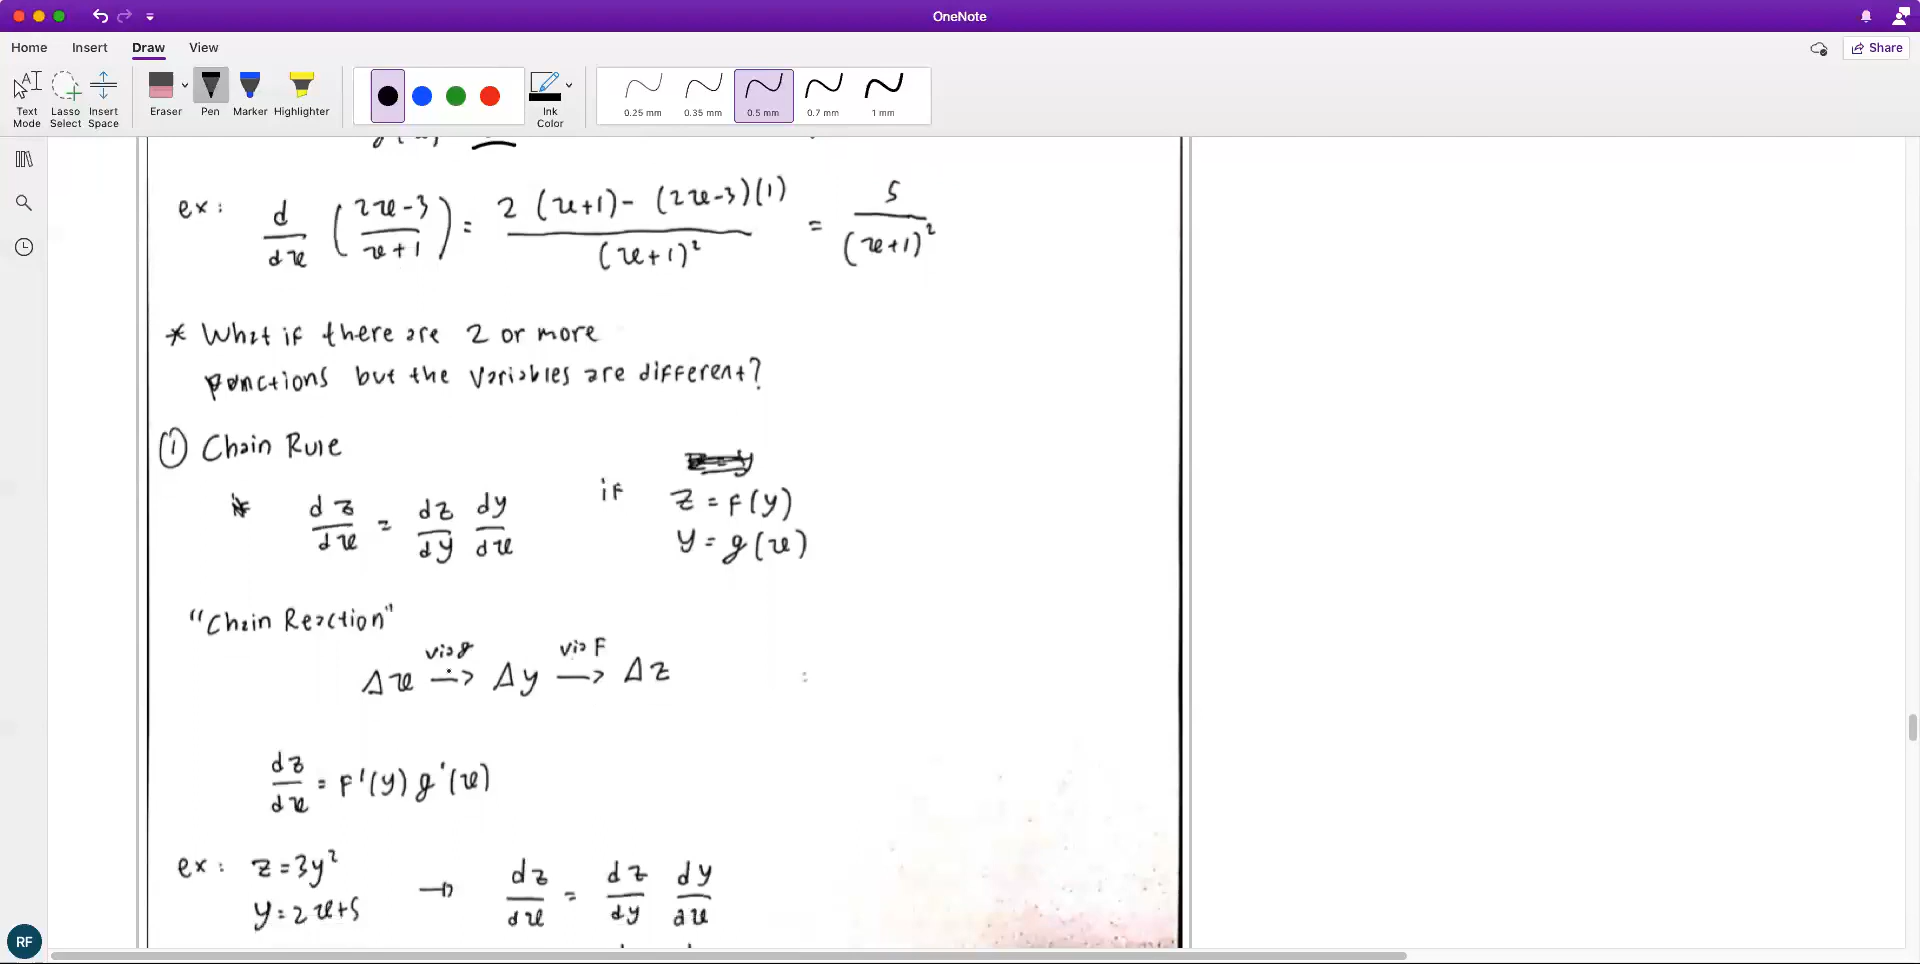 OneNote
Home Insert Draw View
Share
Text Mode
Lasso Select
Insert Space
Eraser
Pen
Marker
Highlighter
Ink Color
0.25 mm
0.35 mm
0.5 mm
0.7 mm
1 mm
ex: d/dx ((2x-3)/(x+1)) = (2(x+1)-(2x-3)(1))/(x+1)² = 5/(x+1)²
* What if there are 2 or more
functions but the variables are different?
① Chain Rule
* dz/dx = dz/dy dy/dx if z = f(y)
y = g(x)
"Chain Reaction"
via g via f
Δx → Δy → Δz
dz/dx = f'(y) g'(x)
ex: z=3y²
y=2x+5 → dz/dx = dz/dy dy/dx
RF